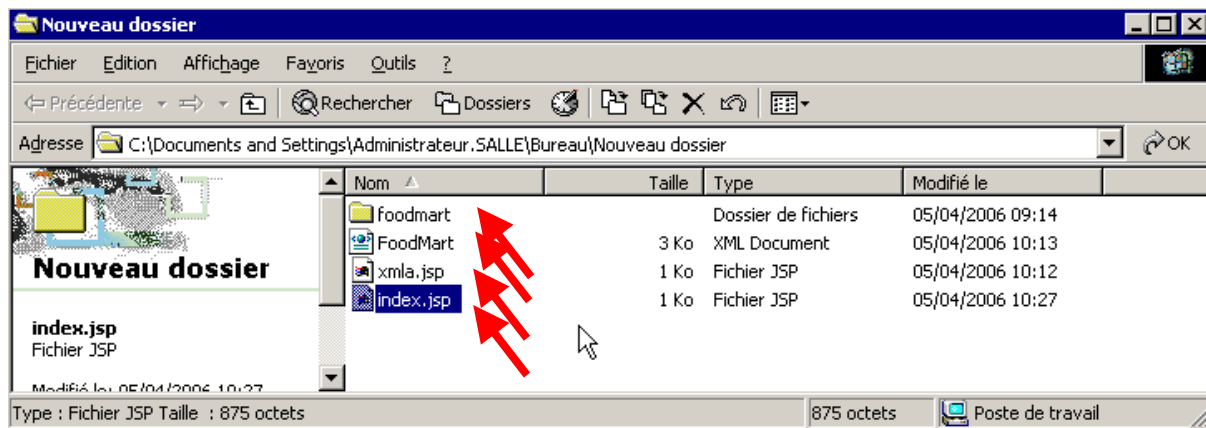 Nouveau dossier
Fichier Edition Affichage Favoris Outils ?
Précédente Rechercher Dossiers
Adresse C:\Documents and Settings\Administrateur.SALLE\Bureau\Nouveau dossier OK
Nom Taille Type Modifié le
foodmart Dossier de fichiers 05/04/2006 09:14
FoodMart 3 Ko XML Document 05/04/2006 10:13
xmla.jsp 1 Ko Fichier JSP 05/04/2006 10:12
index.jsp 1 Ko Fichier JSP 05/04/2006 10:27
Nouveau dossier
index.jsp
Fichier JSP
Modifié le: 05/04/2006 10:27
Type : Fichier JSP Taille : 875 octets 875 octets Poste de travail